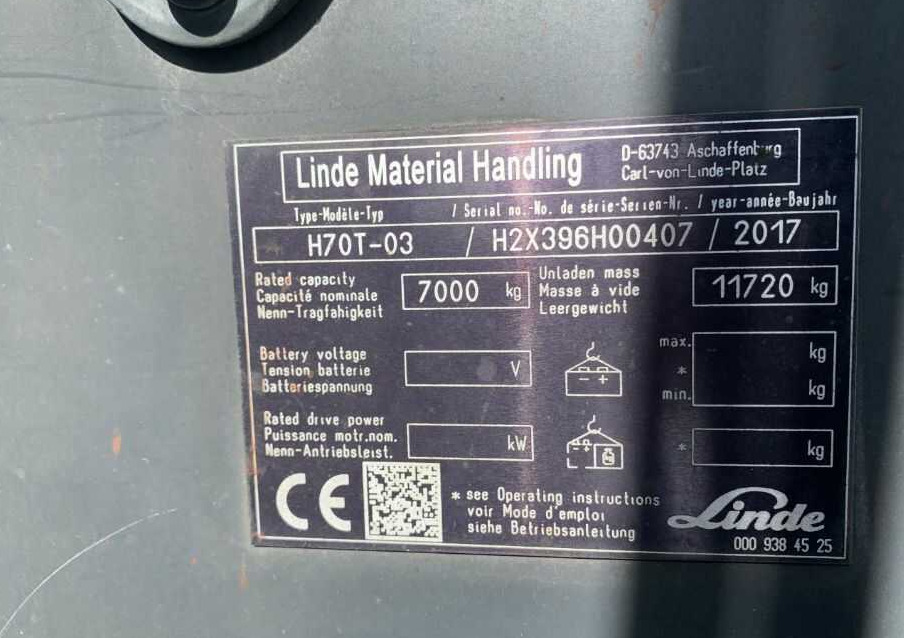 Linde Material Handling D-63743 Aschaffenburg
Carl-von-Linde-Platz
Type-Modèle-Typ / Serial no.-No. de série-Serien-Nr. / year-année-Baujahr
H70T-03 / H2X396H00407 / 2017
Rated capacity
Capacité nominale
Nenn-Tragfähigkeit
7000 kg
Unladen mass
Masse à vide
Leergewicht
11720 kg
Battery voltage
Tension batterie
Batteriespannung
V
- +
max. kg
*
min. kg
Rated drive power
Puissance motr.nom.
Nenn-Antriebsleist.
kW
* kg
CE
* see Operating instructions
voir Mode d'emploi
siehe Betriebsanleitung
Linde
000 938 45 25